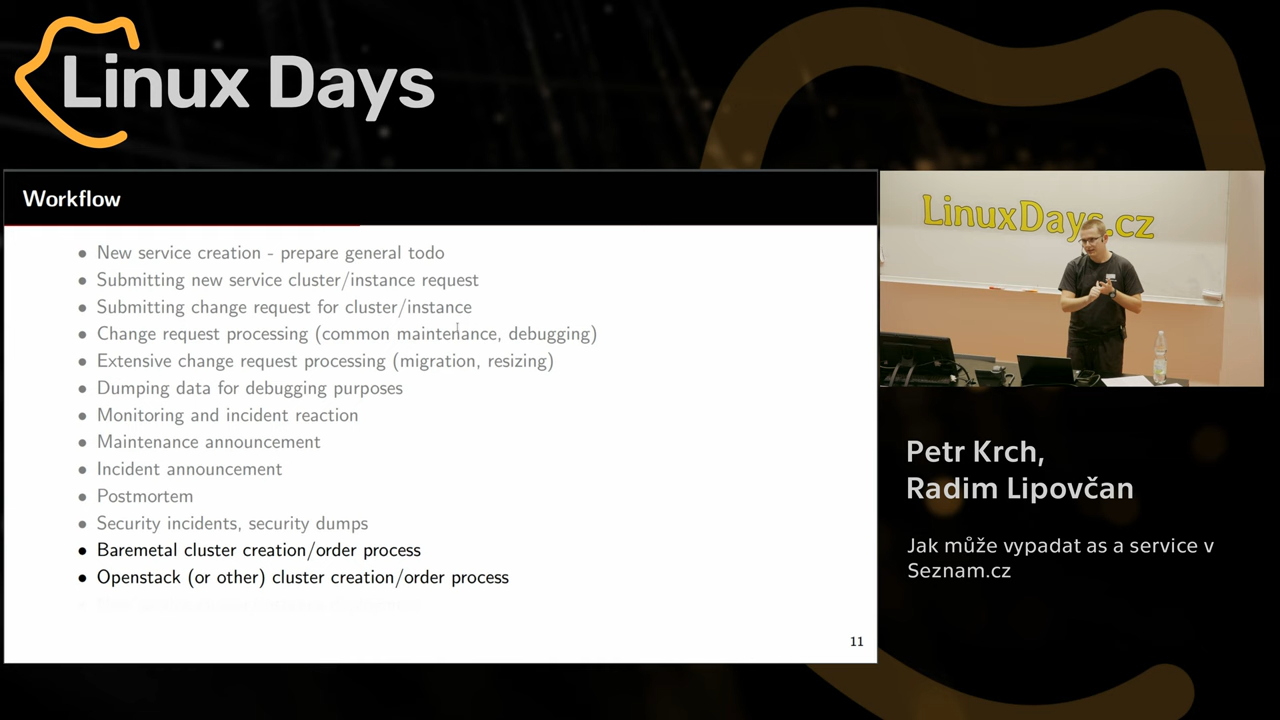 Linux Days
Workflow
• New service creation - prepare general todo
• Submitting new service cluster/instance request
• Submitting change request for cluster/instance
• Change request processing (common maintenance, debugging)
• Extensive change request processing (migration, resizing)
• Dumping data for debugging purposes
• Monitoring and incident reaction
• Maintenance announcement
• Incident announcement
• Postmortem
• Security incidents, security dumps
• Baremetal cluster creation/order process
• Openstack (or other) cluster creation/order process
11
LinuxDays.cz
Petr Krch,
Radim Lipovčan
Jak může vypadat as a service v
Seznam.cz